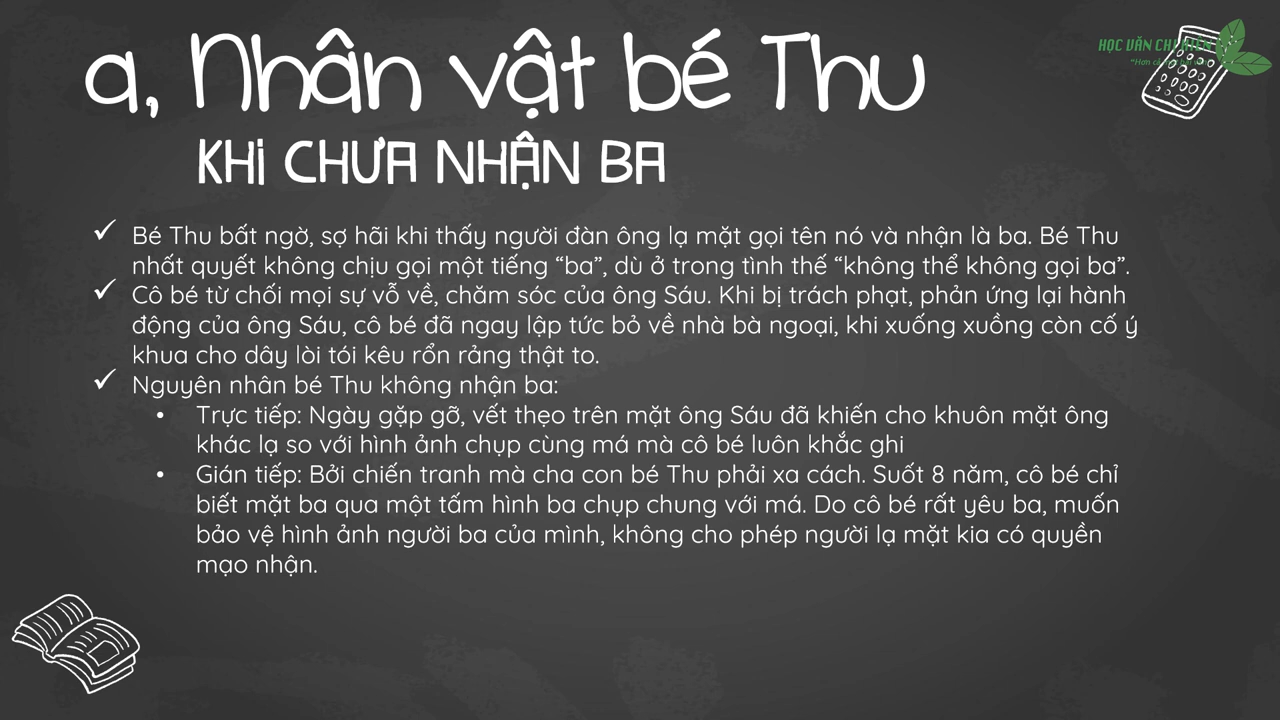 a, Nhân vật bé Thu
HỌC VĂN CHỊ HIÊN
KHI CHƯA NHẬN BA
Bé Thu bất ngờ, sợ hãi khi thấy người đàn ông lạ mặt gọi tên nó và nhận là ba. Bé Thu
nhất quyết không chịu gọi một tiếng “ba”, dù ở trong tình thế “không thể không gọi ba”.
Cô bé từ chối mọi sự vỗ về, chăm sóc của ông Sáu. Khi bị trách phạt, phản ứng lại hành
động của ông Sáu, cô bé đã ngay lập tức bỏ về nhà bà ngoại, khi xuống xuồng còn cố ý
khua cho dây lòi tói kêu rổn rảng thật to.
Nguyên nhân bé Thu không nhận ba:
• Trực tiếp: Ngày gặp gỡ, vết thẹo trên mặt ông Sáu đã khiến cho khuôn mặt ông
khác lạ so với hình ảnh chụp cùng má mà cô bé luôn khắc ghi
• Gián tiếp: Bởi chiến tranh mà cha con bé Thu phải xa cách. Suốt 8 năm, cô bé chỉ
biết mặt ba qua một tấm hình ba chụp chung với má. Do cô bé rất yêu ba, muốn
bảo vệ hình ảnh người ba của mình, không cho phép người lạ mặt kia có quyền
mạo nhận.